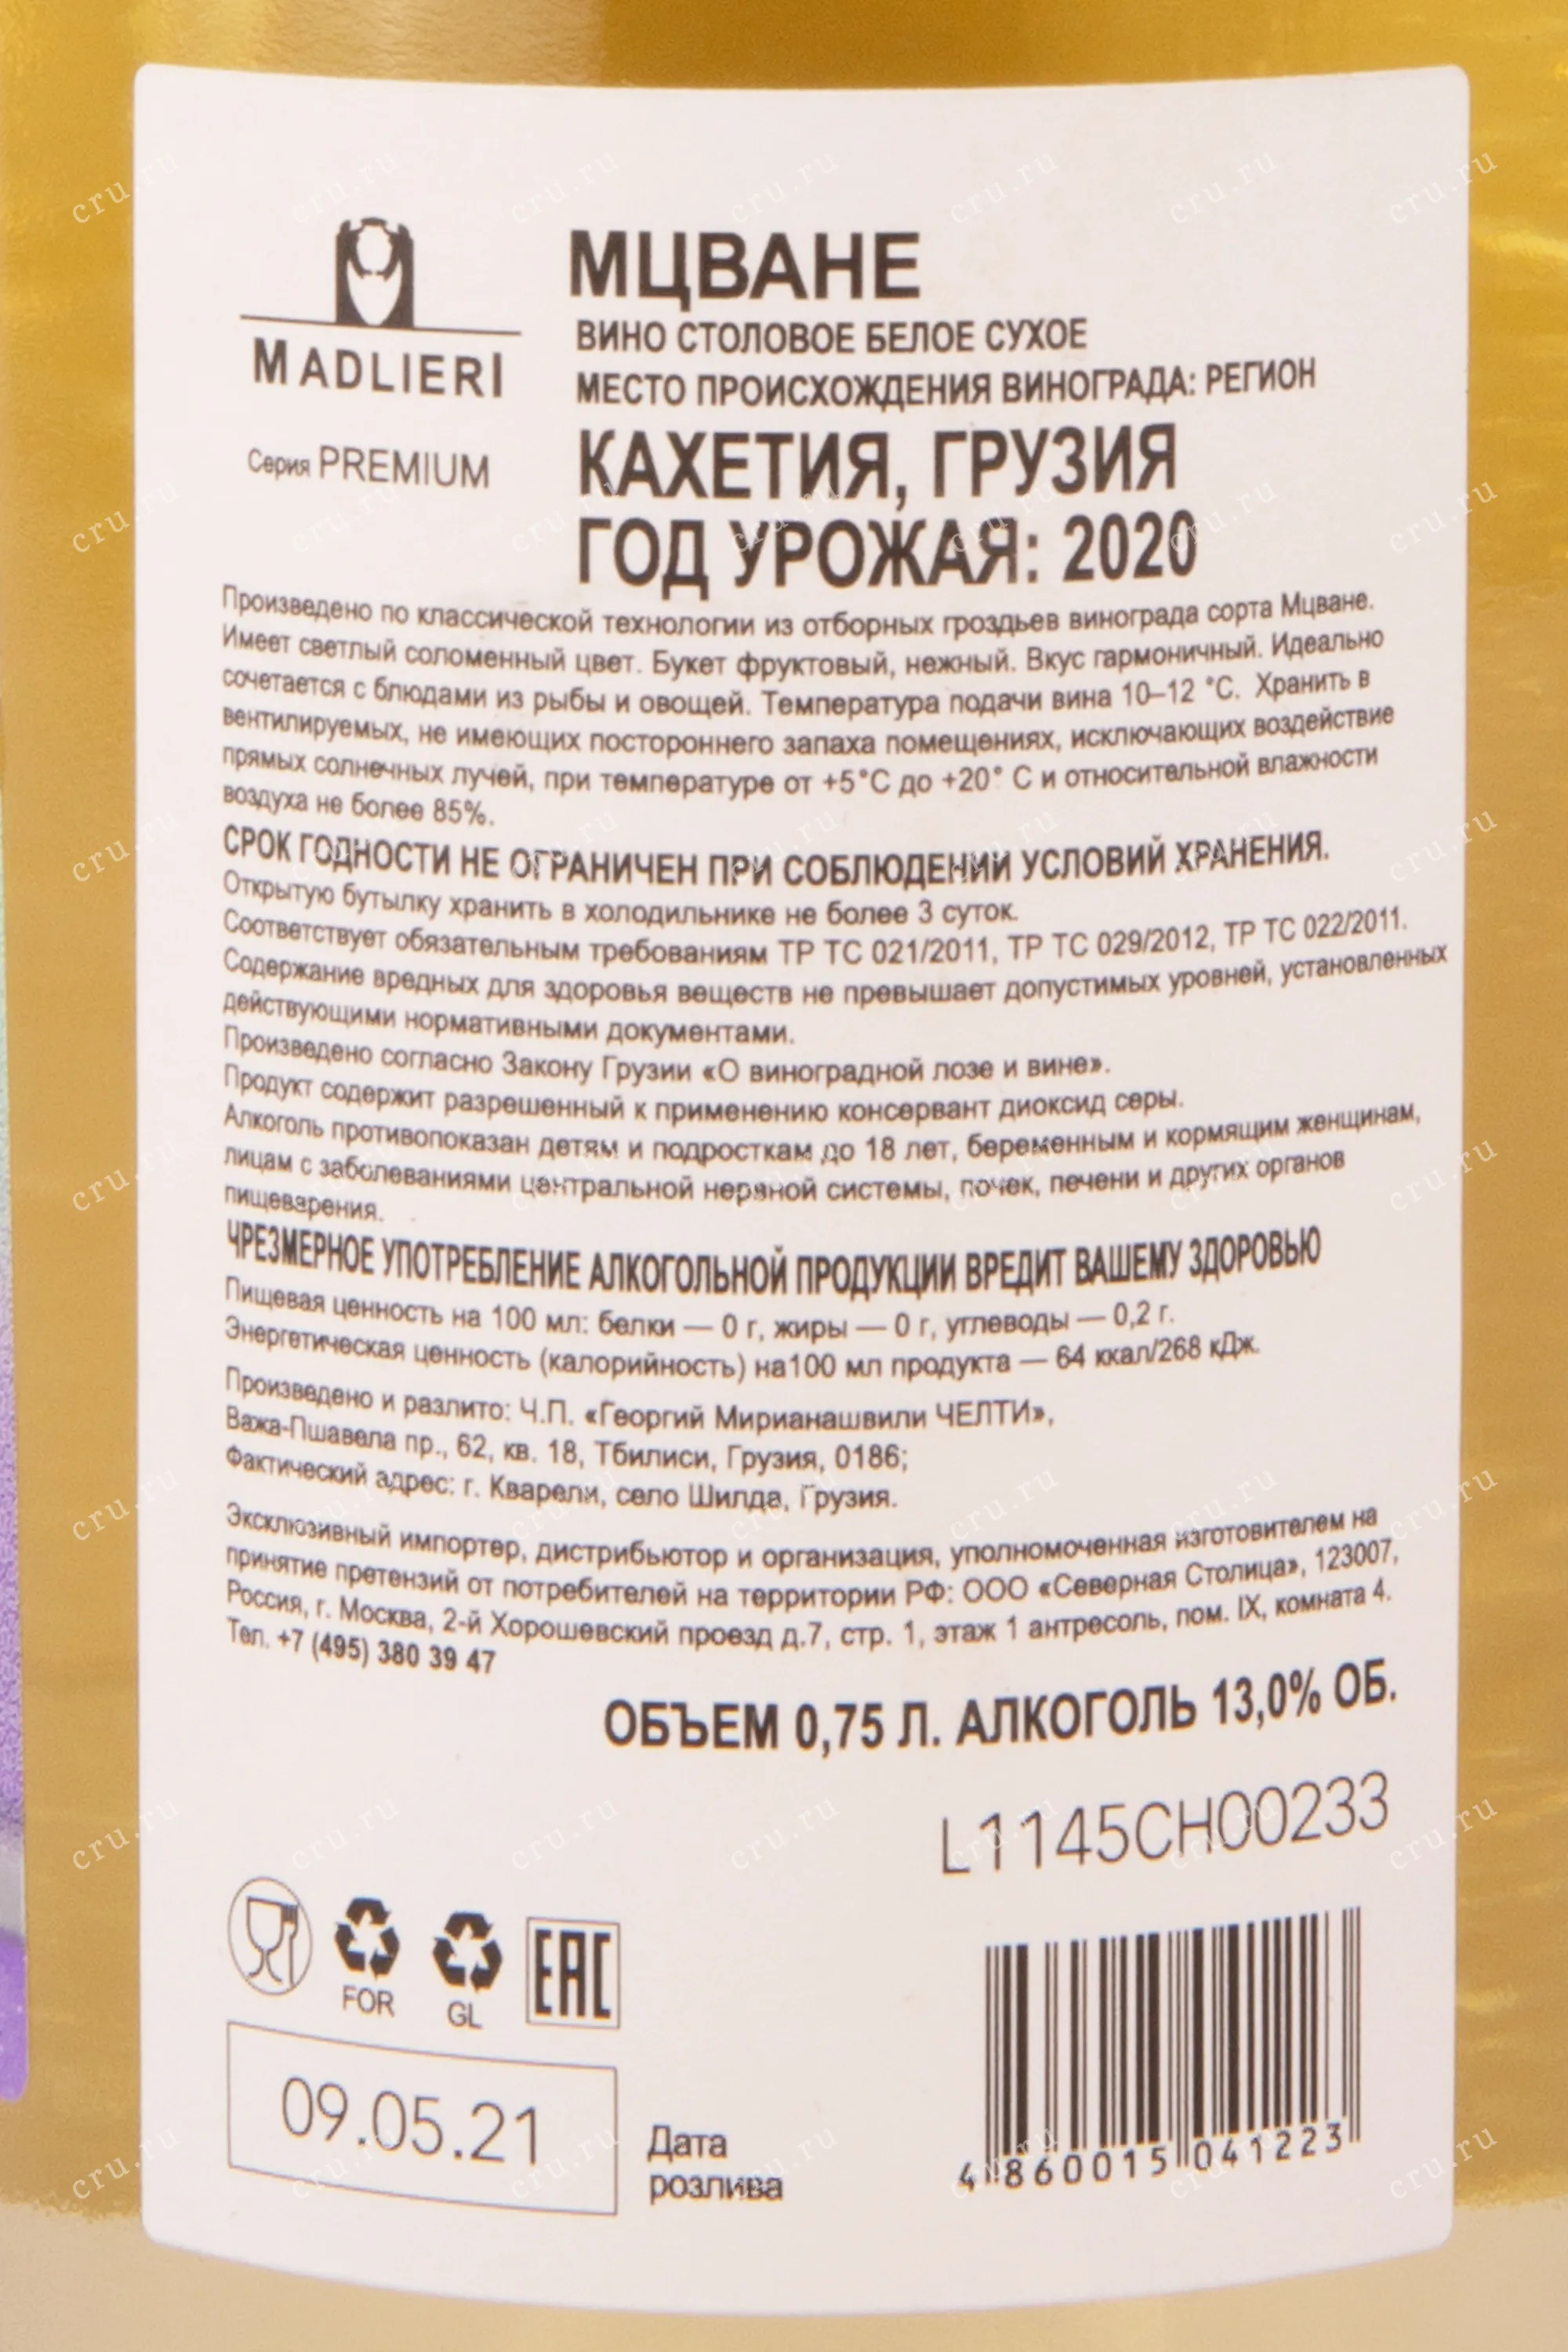 MADLIERI
Серия PREMIUM
МЦВАНЕ
ВИНО СТОЛОВОЕ БЕЛОЕ СУХОЕ
МЕСТО ПРОИСХОЖДЕНИЯ ВИНОГРАДА: РЕГИОН
КАХЕТИЯ, ГРУЗИЯ
ГОД УРОЖАЯ: 2020
Произведено по классической технологии из отборных гроздьев винограда сорта Мцване.
Имеет светлый соломенный цвет. Букет фруктовый, нежный. Вкус гармоничный. Идеально
сочетается с блюдами из рыбы и овощей. Температура подачи вина 10–12 °С. Хранить в
вентилируемых, не имеющих постороннего запаха помещениях, исключающих воздействие
прямых солнечных лучей, при температуре от +5°С до +20° С и относительной влажности
воздуха не более 85%.
СРОК ГОДНОСТИ НЕ ОГРАНИЧЕН ПРИ СОБЛЮДЕНИИ УСЛОВИЙ ХРАНЕНИЯ.
Открытую бутылку хранить в холодильнике не более 3 суток.
Соответствует обязательным требованиям ТР ТС 021/2011, ТР ТС 029/2012, ТР ТС 022/2011.
Содержание вредных для здоровья веществ не превышает допустимых уровней, установленных
действующими нормативными документами.
Произведено согласно Закону Грузии «О виноградной лозе и вине».
Продукт содержит разрешенный к применению консервант диоксид серы.
Алкоголь противопоказан детям и подросткам до 18 лет, беременным и кормящим женщинам,
лицам с заболеваниями центральной нервной системы, почек, печени и других органов
пищеварения.
ЧРЕЗМЕРНОЕ УПОТРЕБЛЕНИЕ АЛКОГОЛЬНОЙ ПРОДУКЦИИ ВРЕДИТ ВАШЕМУ ЗДОРОВЬЮ
Пищевая ценность на 100 мл: белки — 0 г, жиры — 0 г, углеводы — 0,2 г.
Энергетическая ценность (калорийность) на100 мл продукта — 64 ккал/268 кДж.
Произведено и разлито: Ч.П. «Георгий Мирианашвили ЧЕЛТИ»,
Важа-Пшавела пр., 62, кв. 18, Тбилиси, Грузия, 0186;
Фактический адрес: г. Кварели, село Шилда, Грузия.
Эксклюзивный импортер, дистрибьютор и организация, уполномоченная изготовителем на
принятие претензий от потребителей на территории РФ: ООО «Северная Столица», 123007,
Россия, г. Москва, 2-й Хорошевский проезд д.7, стр. 1, этаж 1 антресоль, пом. IX, комната 4.
Тел. +7 (495) 380 39 47
ОБЪЕМ 0,75 Л. АЛКОГОЛЬ 13,0% ОБ.
L1145CH00233
FOR
GL
EAC
09.05.21
Дата
розлива
4 860015 041223
cru.ru